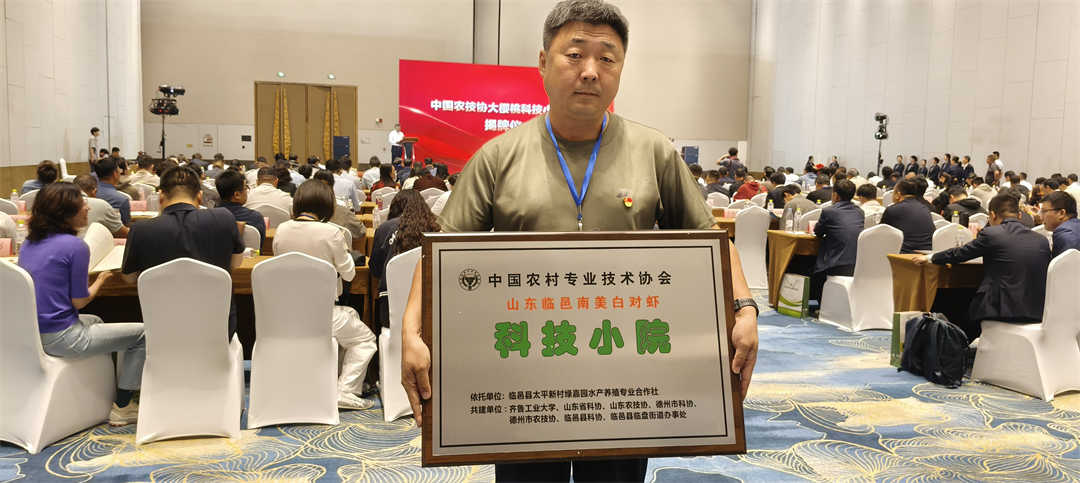 中国农技协大樱桃科技小
揭牌仪
中国农村专业技术协会
山东临邑南美白对虾
科技小院
依托单位：临邑县太平新村绿嘉园水产养殖专业合作社
共建单位：齐鲁工业大学、山东省科协、山东农技协、德州市科协、
德州市农技协、临邑县科协、临邑县临盘街道办事处